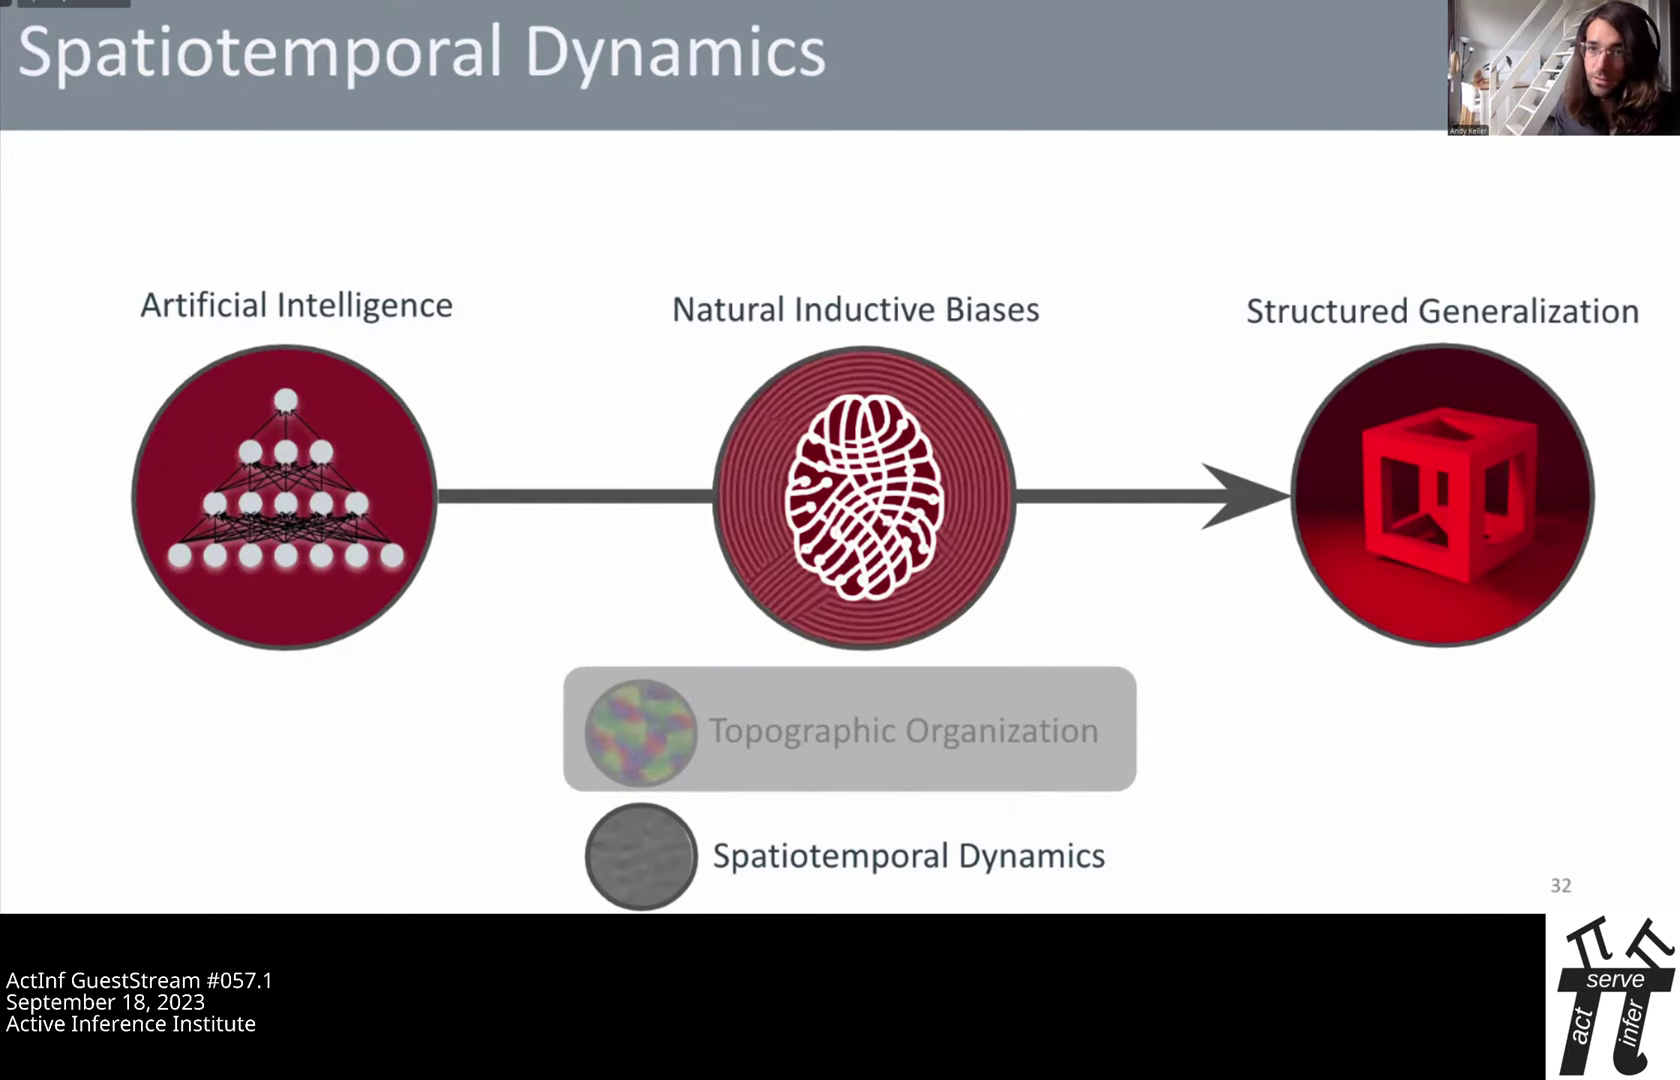 Spatiotemporal Dynamics
Andy Keller
Artificial Intelligence
Natural Inductive Biases
Structured Generalization
Topographic Organization
Spatiotemporal Dynamics
32
ActInf GuestStream #057.1
September 18, 2023
Active Inference Institute
serve
act
infer